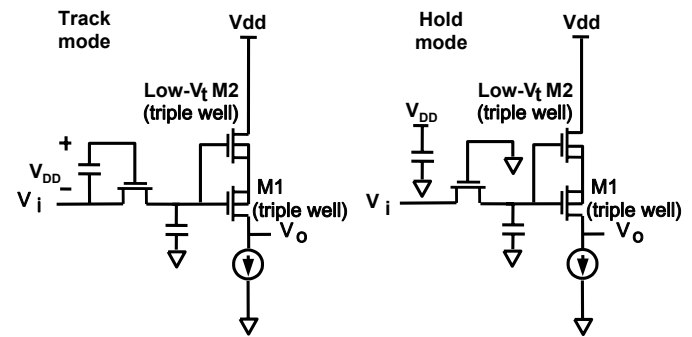 Track
mode
Vdd
Low-Vt M2
(triple well)
+
VDD
–
Vi
M1
(triple well)
Vo
Hold
mode
Vdd
Low-Vt M2
(triple well)
VDD
Vi
M1
(triple well)
Vo